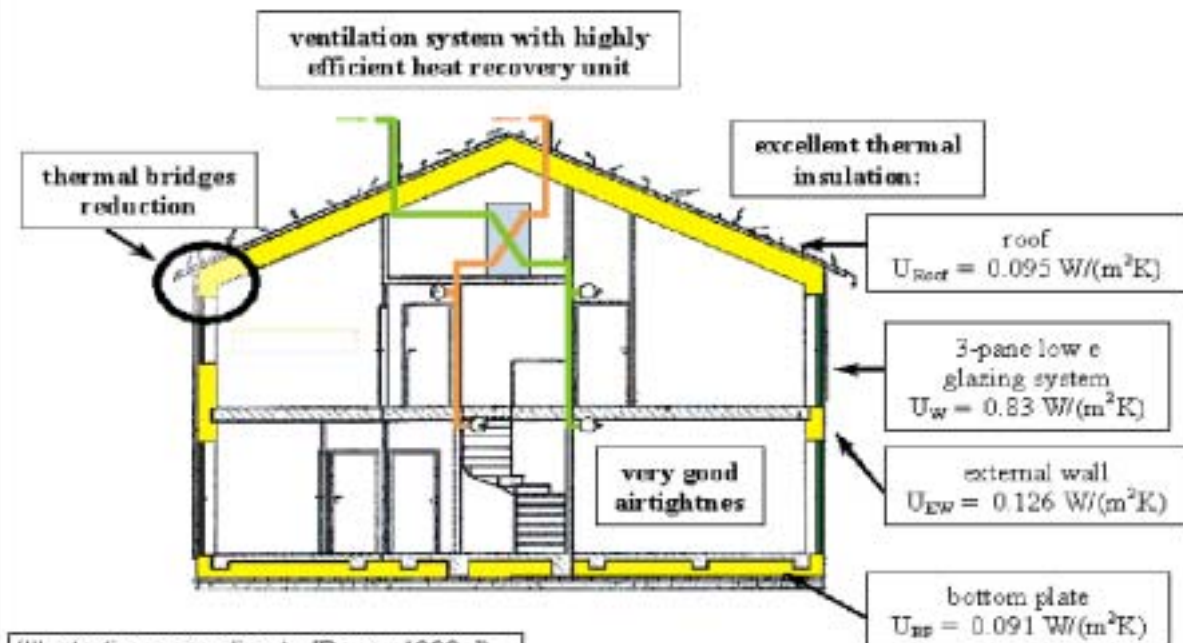 ventilation system with highly
efficient heat recovery unit
thermal bridges
reduction
excellent thermal
insulation:
roof
U_Roof = 0.095 W/(m²K)
3-pane low e
glazing system
U_W = 0.83 W/(m²K)
external wall
U_EW = 0.126 W/(m²K)
very good
airtightnes
bottom plate
U_BP = 0.091 W/(m²K)